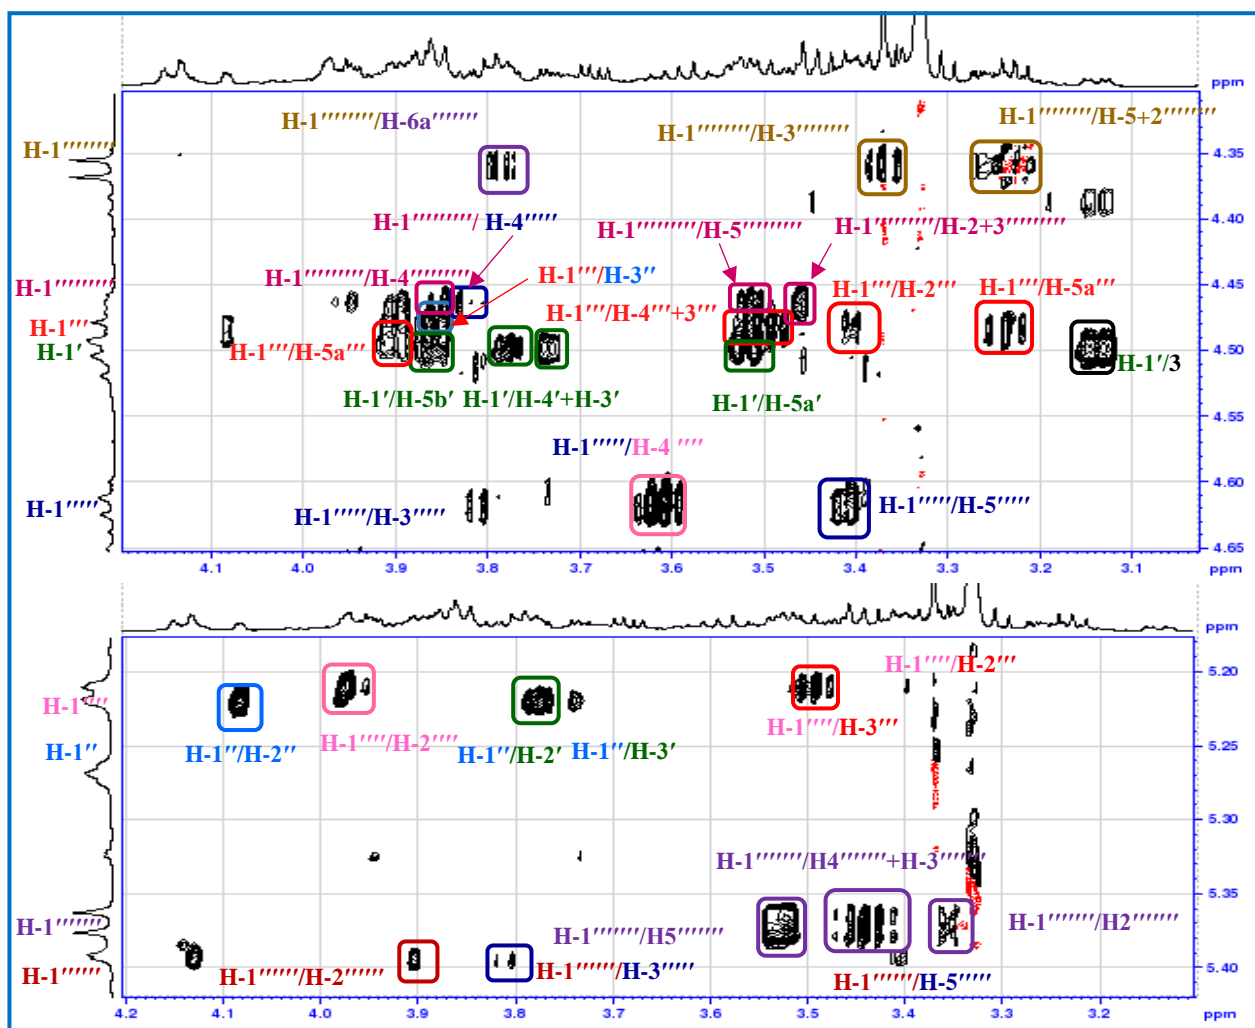 ppm
H-1′′′′′′′′/H-6a′′′′′′′
H-1′′′′′′′′/H-3′′′′′′′′
H-1′′′′′′′′/H-5+2′′′′′′′′
H-1′′′′′′′′
4.35
4.40
H-1′′′′′′′′′/ H-4′′′′′
H-1′′′′′′′′′/H-5′′′′′′′′′
H-1′′′′′′′′′/H-2+3′′′′′′′′′
H-1′′′′′′′′′/H-4′′′′′′′′′
H-1′′′/H-3′′
H-1′′′′′′′′′
4.45
H-1′′′/H-2′′′
H-1′′′/H-5a′′′
H-1′′′/H-4′′′+3′′′
H-1′′′
H-1′
H-1′′′/H-5a′′′
4.50
H-1′/3
H-1′/H-5b′
H-1′/H-4′+H-3′
H-1′/H-5a′
4.55
H-1′′′′′/H-4 ′′′′
4.60
H-1′′′′′
H-1′′′′′/H-3′′′′′
H-1′′′′′/H-5′′′′′
4.65
4.1 4.0 3.9 3.8 3.7 3.6 3.5 3.4 3.3 3.2 3.1 ppm
ppm
H-1′′′′/H-2′′′
5.20
H-1′′′′
H-1′′′′/H-3′′′
H-1′′
H-1′′/H-2′′
H-1′′′′/H-2′′′′
H-1′′/H-2′
H-1′′/H-3′
5.25
5.30
H-1′′′′′′′/H4′′′′′′′+H-3′′′′′′′
5.35
H-1′′′′′′′
H-1′′′′′′′/H5′′′′′′′
H-1′′′′′′′/H2′′′′′′′
H-1′′′′′′
H-1′′′′′′/H-2′′′′′′
H-1′′′′′′/H-3′′′′′
H-1′′′′′′/H-5′′′′′
5.40
4.2 4.1 4.0 3.9 3.8 3.7 3.6 3.5 3.4 3.3 3.2 ppm